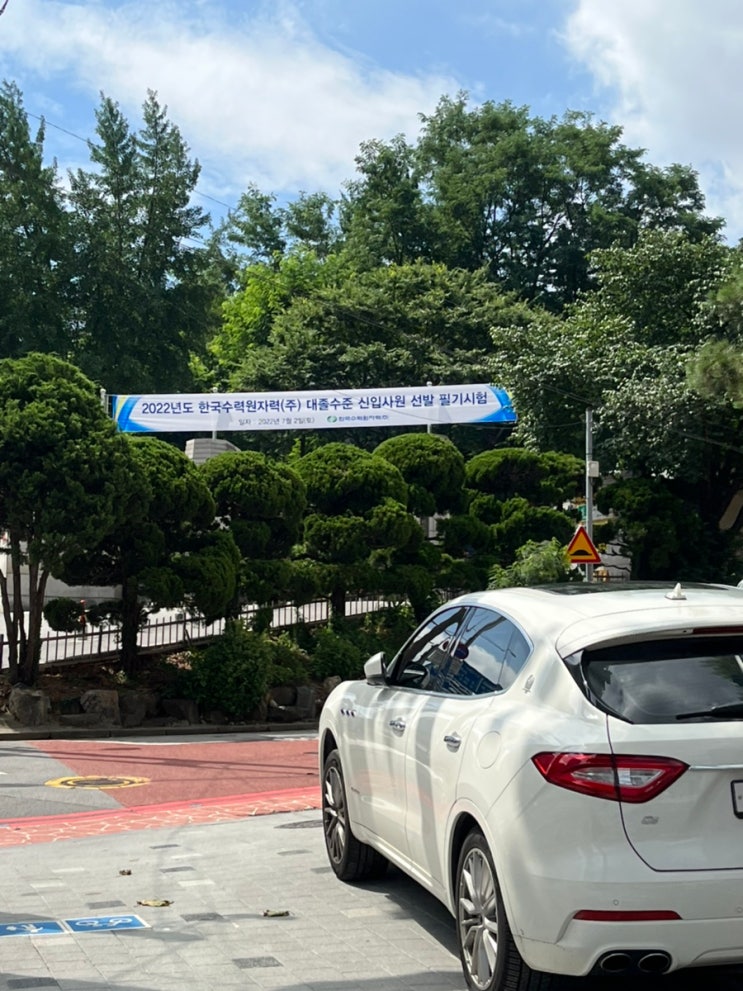 2022년도 한국수력원자력(주) 대졸수준 신입사원 선발 필기시험
일자 : 2022년 7월 2일(토) 한국수력원자력(주)